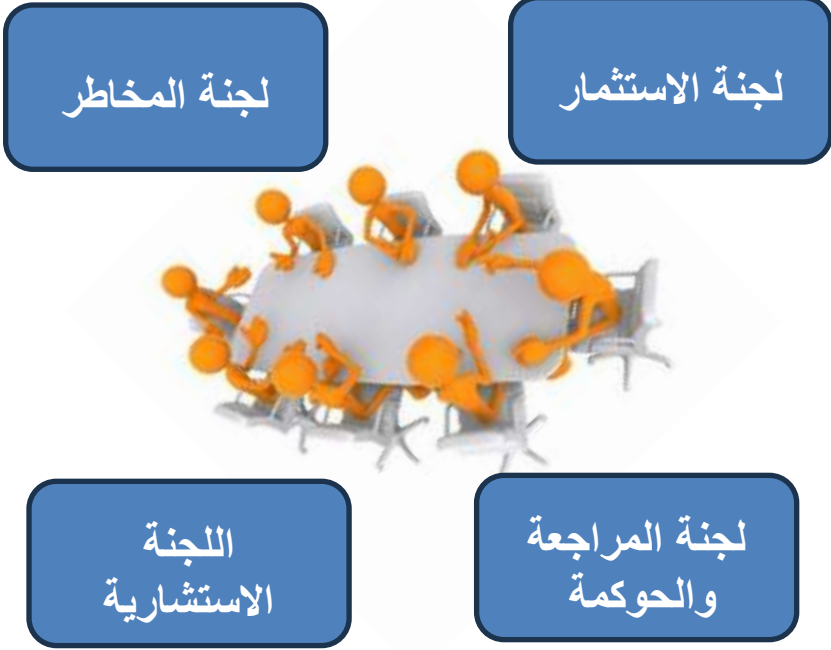 لجنة الاستثمار
لجنة المخاطر
لجنة المراجعة
والحوكمة
اللجنة
الاستشارية